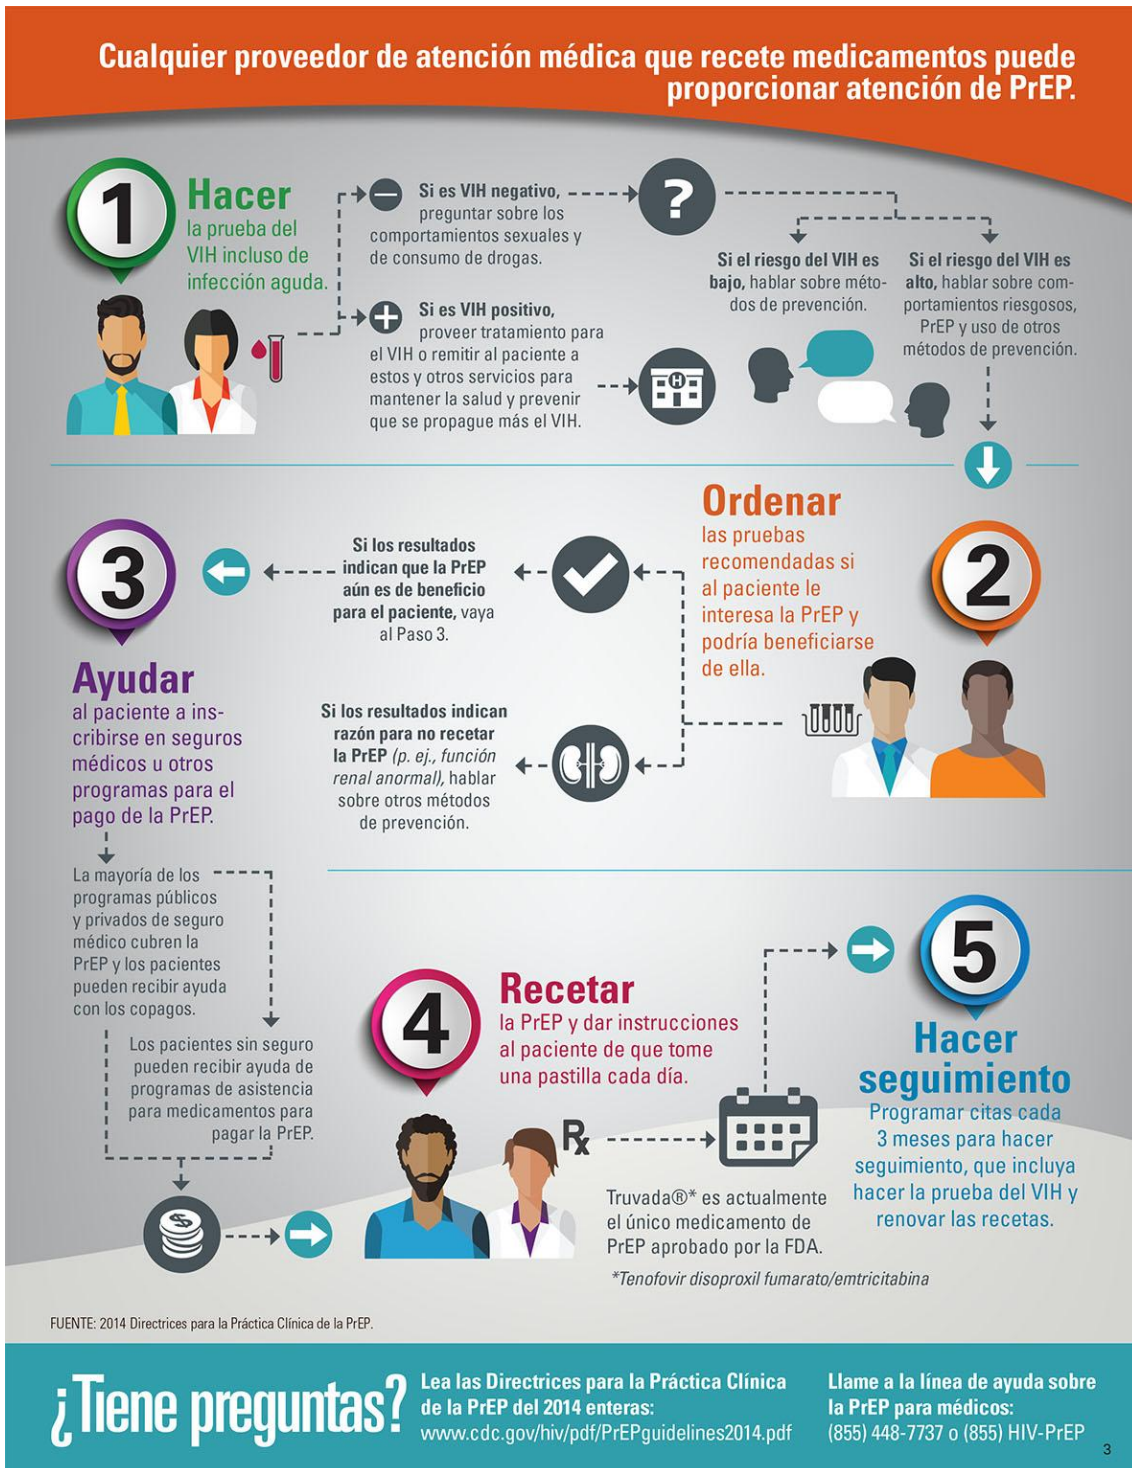 Cualquier proveedor de atención médica que recete medicamentos puede
proporcionar atención de PrEP.
1
Hacer
la prueba del
VIH incluso de
infección aguda.
Si es VIH negativo,
preguntar sobre los
comportamientos sexuales y
de consumo de drogas.
?
Si el riesgo del VIH es
bajo, hablar sobre méto-
dos de prevención.
Si el riesgo del VIH es
alto, hablar sobre com-
portamientos riesgosos,
PrEP y uso de otros
métodos de prevención.
Si es VIH positivo,
proveer tratamiento para
el VIH o remitir al paciente a
estos y otros servicios para
mantener la salud y prevenir
que se propague más el VIH.
H
2
Ordenar
las pruebas
recomendadas si
al paciente le
interesa la PrEP y
podría beneficiarse
de ella.
Si los resultados
indican que la PrEP
aún es de beneficio
para el paciente, vaya
al Paso 3.
Si los resultados indican
razón para no recetar
la PrEP (p. ej., función
renal anormal), hablar
sobre otros métodos
de prevención.
3
Ayudar
al paciente a ins-
cribirse en seguros
médicos u otros
programas para el
pago de la PrEP.
La mayoría de los
programas públicos
y privados de seguro
médico cubren la
PrEP y los pacientes
pueden recibir ayuda
con los copagos.
Los pacientes sin seguro
pueden recibir ayuda de
programas de asistencia
para medicamentos para
pagar la PrEP.
$
4
Recetar
la PrEP y dar instrucciones
al paciente de que tome
una pastilla cada día.
Rx
Truvada®* es actualmente
el único medicamento de
PrEP aprobado por la FDA.
*Tenofovir disoproxil fumarato/emtricitabina
5
Hacer
seguimiento
Programar citas cada
3 meses para hacer
seguimiento, que incluya
hacer la prueba del VIH y
renovar las recetas.
FUENTE: 2014 Directrices para la Práctica Clínica de la PrEP.
¿Tiene preguntas?
Lea las Directrices para la Práctica Clínica
de la PrEP del 2014 enteras:
www.cdc.gov/hiv/pdf/PrEPguidelines2014.pdf
Llame a la línea de ayuda sobre
la PrEP para médicos:
(855) 448-7737 o (855) HIV-PrEP
3